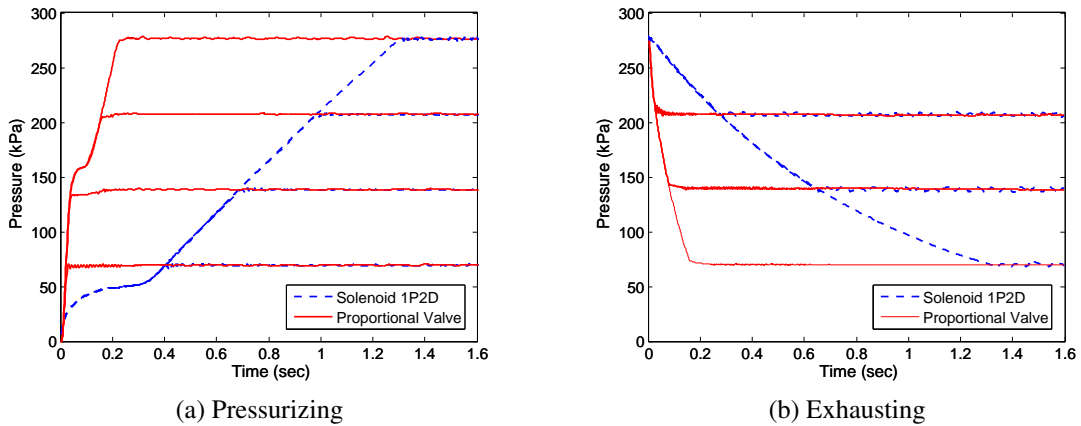 300
250
200
150
100
50
0
Pressure (kPa)
0 0.2 0.4 0.6 0.8 1 1.2 1.4 1.6
Time (sec)
Solenoid 1P2D
Proportional Valve
(a) Pressurizing
300
250
200
150
100
50
0
Pressure (kPa)
0 0.2 0.4 0.6 0.8 1 1.2 1.4 1.6
Time (sec)
Solenoid 1P2D
Proportional Valve
(b) Exhausting